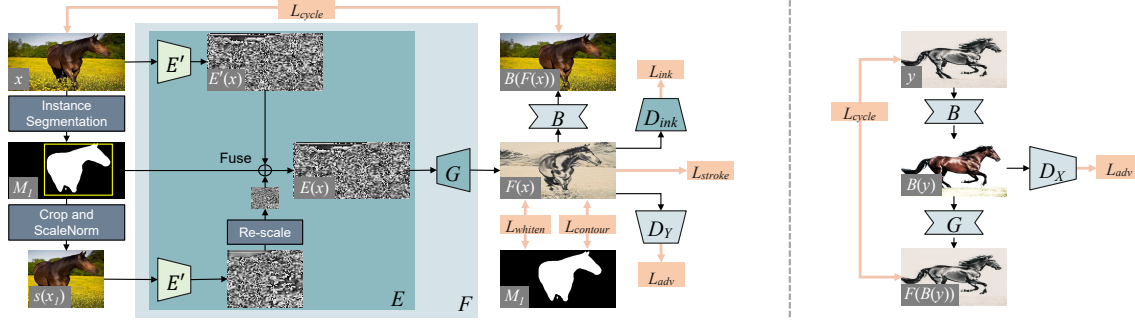 L_cycle
x
E'
E'(x)
B(F(x))
L_ink
Instance
Segmentation
B
D_ink
M_1
Fuse
E(x)
G
F(x)
L_stroke
Crop and
ScaleNorm
Re-scale
L_whiten
L_contour
D_Y
s(x_1)
E'
E
F
M_1
L_adv
y
B
L_cycle
B(y)
D_X
L_adv
G
F(B(y))